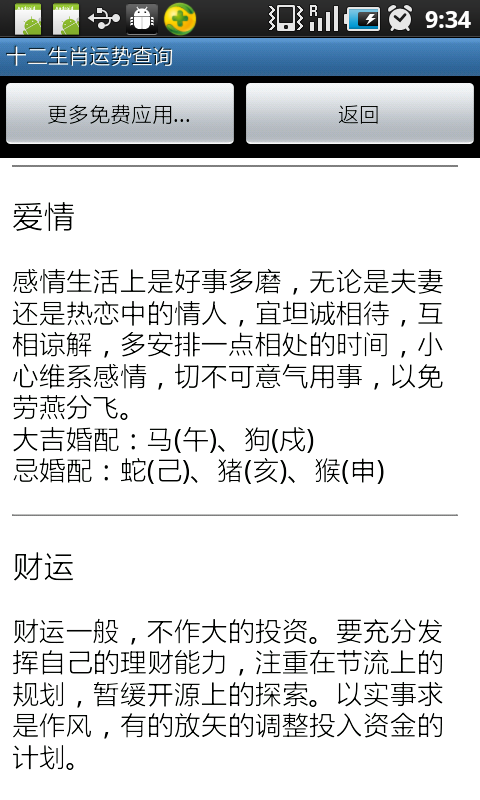 R
9:34
十二生肖运势查询
更多免费应用...
返回
爱情
感情生活上是好事多磨，无论是夫妻
还是热恋中的情人，宜坦诚相待，互
相谅解，多安排一点相处的时间，小
心维系感情，切不可意气用事，以免
劳燕分飞。
大吉婚配：马(午)、狗(戍)
忌婚配：蛇(己)、猪(亥)、猴(申)
财运
财运一般，不作大的投资。要充分发
挥自己的理财能力，注重在节流上的
规划，暂缓开源上的探索。以实事求
是作风，有的放矢的调整投入资金的
计划。